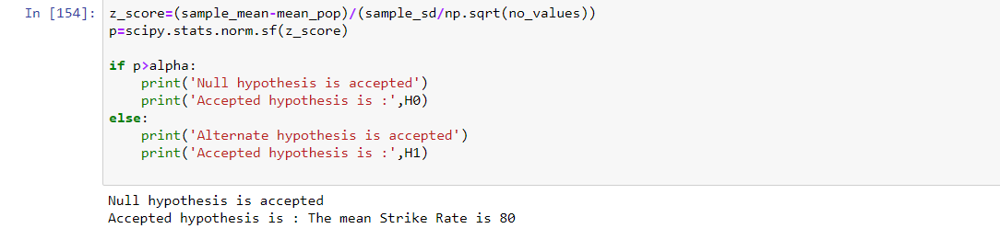 In [154]: z_score=(sample_mean-mean_pop)/(sample_sd/np.sqrt(no_values))
p=scipy.stats.norm.sf(z_score)
if p>alpha:
    print('Null hypothesis is accepted')
    print('Accepted hypothesis is :',H0)
else:
    print('Alternate hypothesis is accepted')
    print('Accepted hypothesis is :',H1)
Null hypothesis is accepted
Accepted hypothesis is : The mean Strike Rate is 80